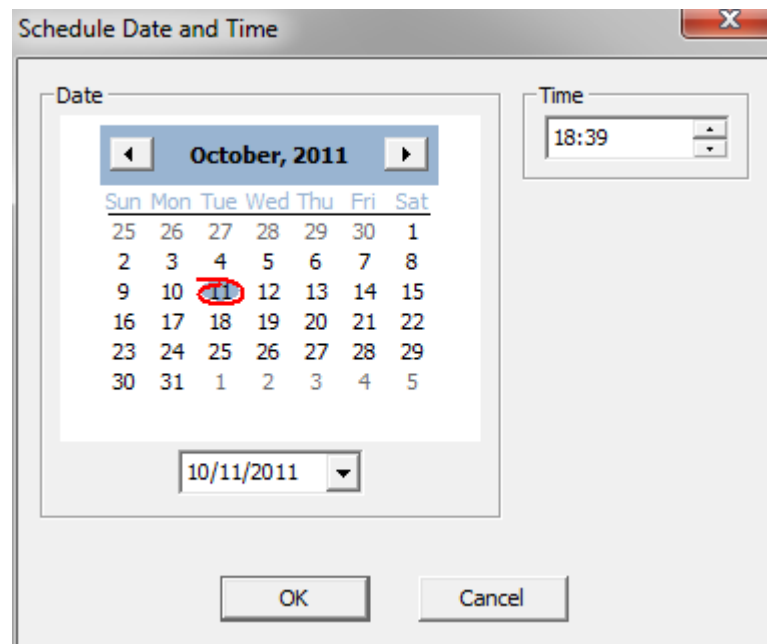 Schedule Date and Time
Date
October, 2011
Sun Mon Tue Wed Thu Fri Sat
25 26 27 28 29 30 1
2 3 4 5 6 7 8
9 10 11 12 13 14 15
16 17 18 19 20 21 22
23 24 25 26 27 28 29
30 31 1 2 3 4 5
10/11/2011
Time
18:39
OK Cancel